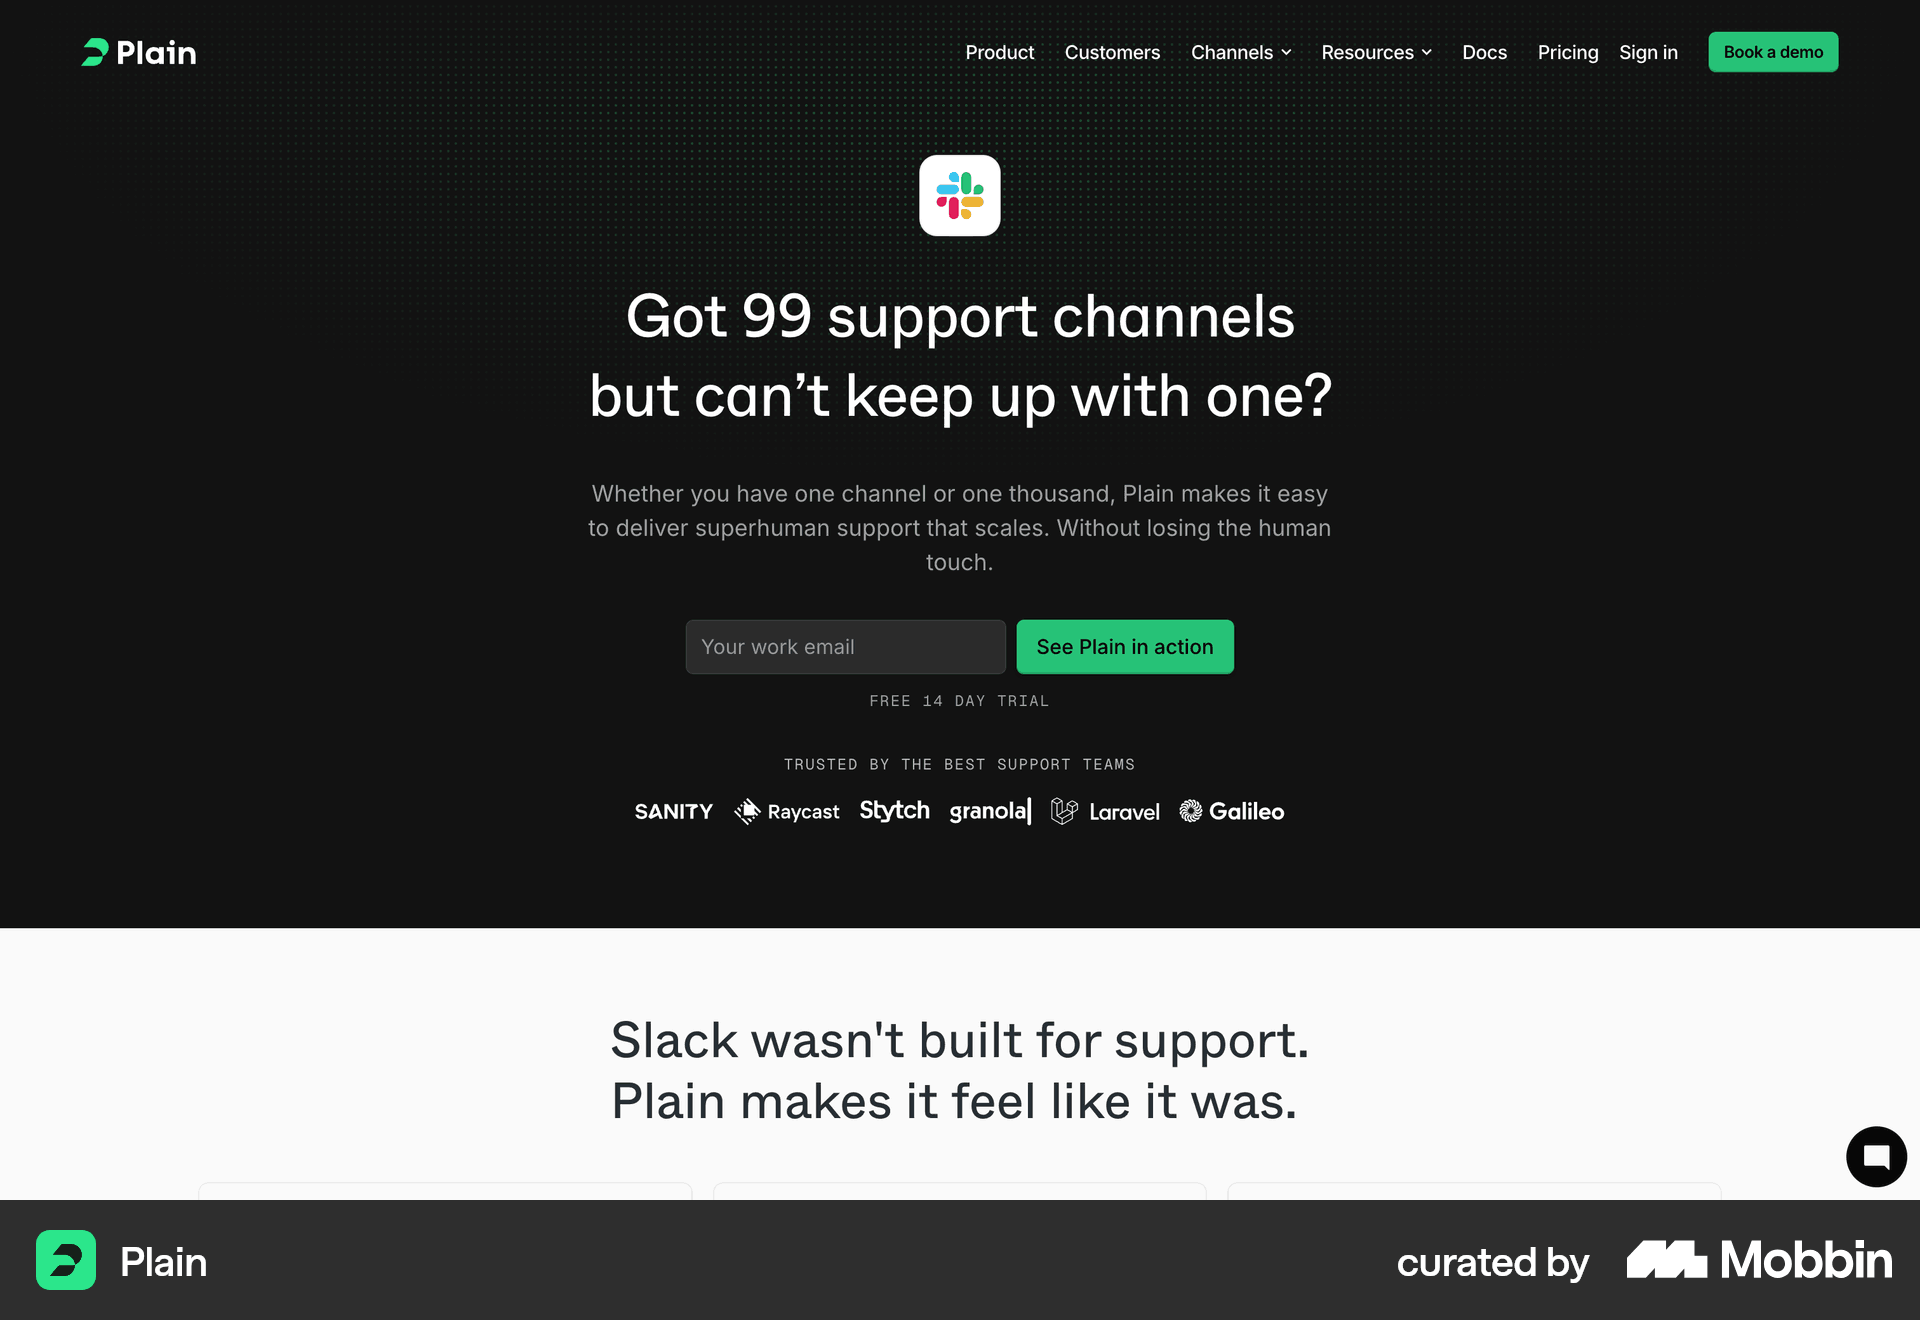 Plain
Product Customers Channels Resources Docs Pricing Sign in Book a demo
Got 99 support channels
but can’t keep up with one?
Whether you have one channel or one thousand, Plain makes it easy
to deliver superhuman support that scales. Without losing the human
touch.
Your work email See Plain in action
FREE 14 DAY TRIAL
TRUSTED BY THE BEST SUPPORT TEAMS
SANITY Raycast Stytch granola Laravel Galileo
Slack wasn't built for support.
Plain makes it feel like it was.
Plain curated by Mobbin